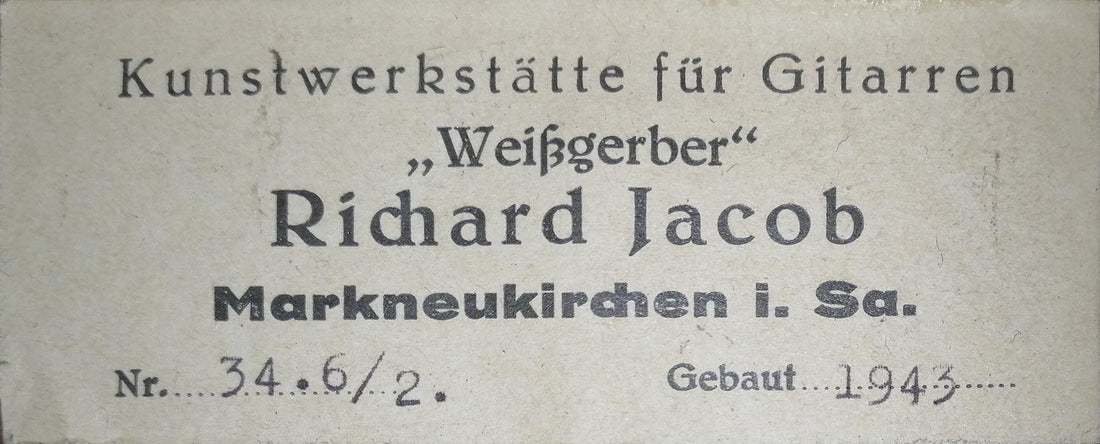 Kunstwerkstätte für Gitarren
„Weißgerber“
Richard Jacob
Markneukirchen i. Sa.
Nr. 34.6/2. Gebaut 1943